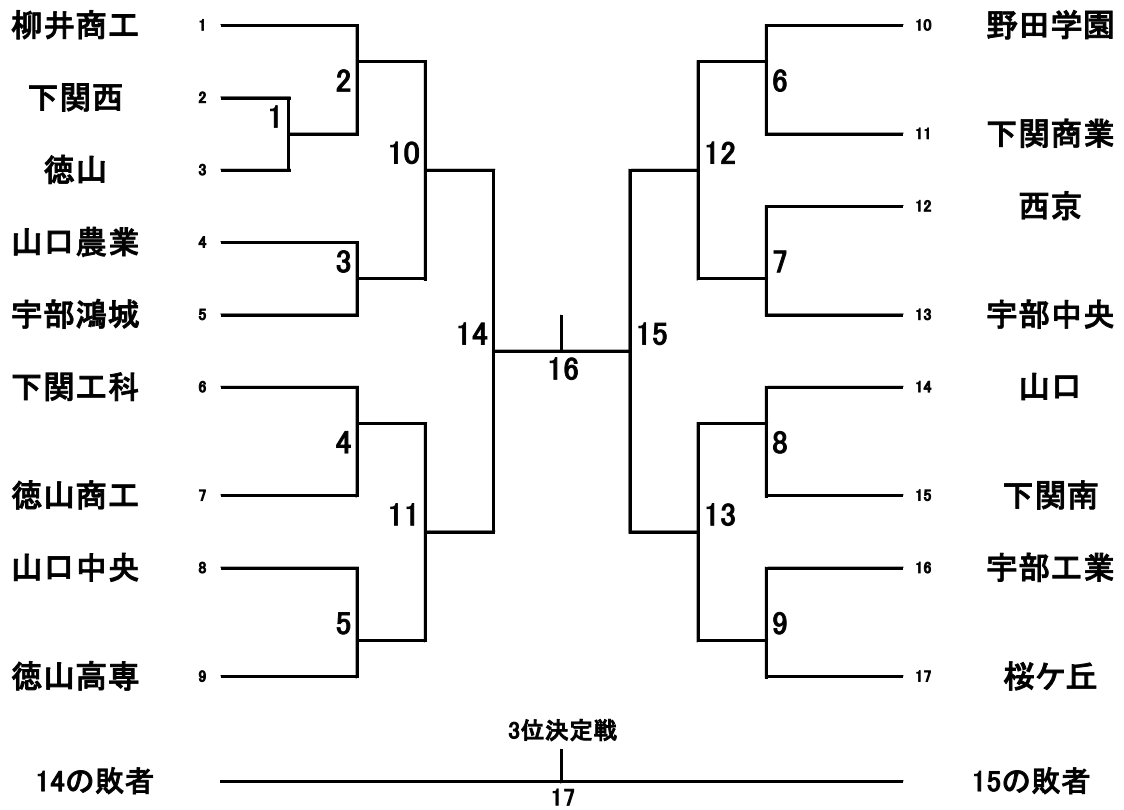 柳井商工 1
下関西 2
徳山 3
山口農業 4
宇部鴻城 5
下関工科 6
徳山商工 7
山口中央 8
徳山高専 9
1
2
3
4
5
10
11
14
16
15
12
13
6
7
8
9
10 野田学園
11 下関商業
12 西京
13 宇部中央
14 山口
15 下関南
16 宇部工業
17 桜ケ丘
3位決定戦
14の敗者
17
15の敗者